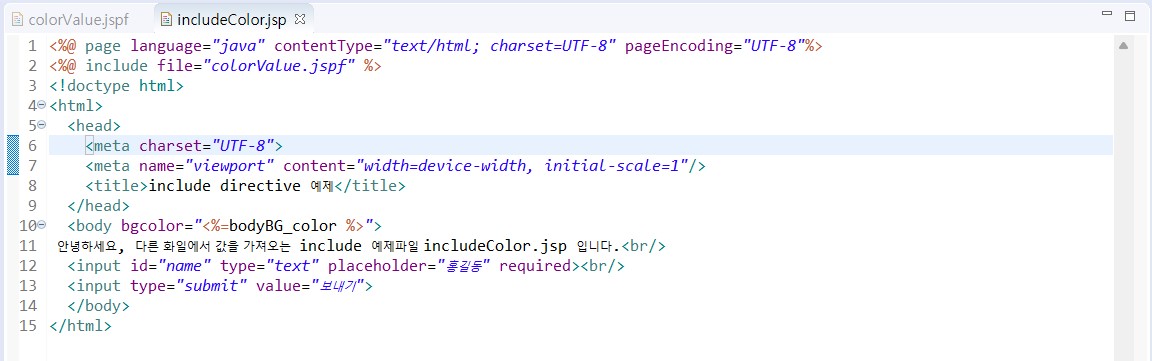 colorValue.jspf includeColor.jsp
1 <%@ page language="java" contentType="text/html; charset=UTF-8" pageEncoding="UTF-8"%>
2 <%@ include file="colorValue.jspf" %>
3 <!doctype html>
4 <html>
5 <head>
6 <meta charset="UTF-8">
7 <meta name="viewport" content="width=device-width, initial-scale=1"/>
8 <title>include directive 예제</title>
9 </head>
10 <body bgcolor="<%=bodyBG_color %>">
11 안녕하세요, 다른 화일에서 값을 가져오는 include 예제파일 includeColor.jsp 입니다.<br/>
12 <input id="name" type="text" placeholder="홍길동" required><br/>
13 <input type="submit" value="보내기">
14 </body>
15 </html>